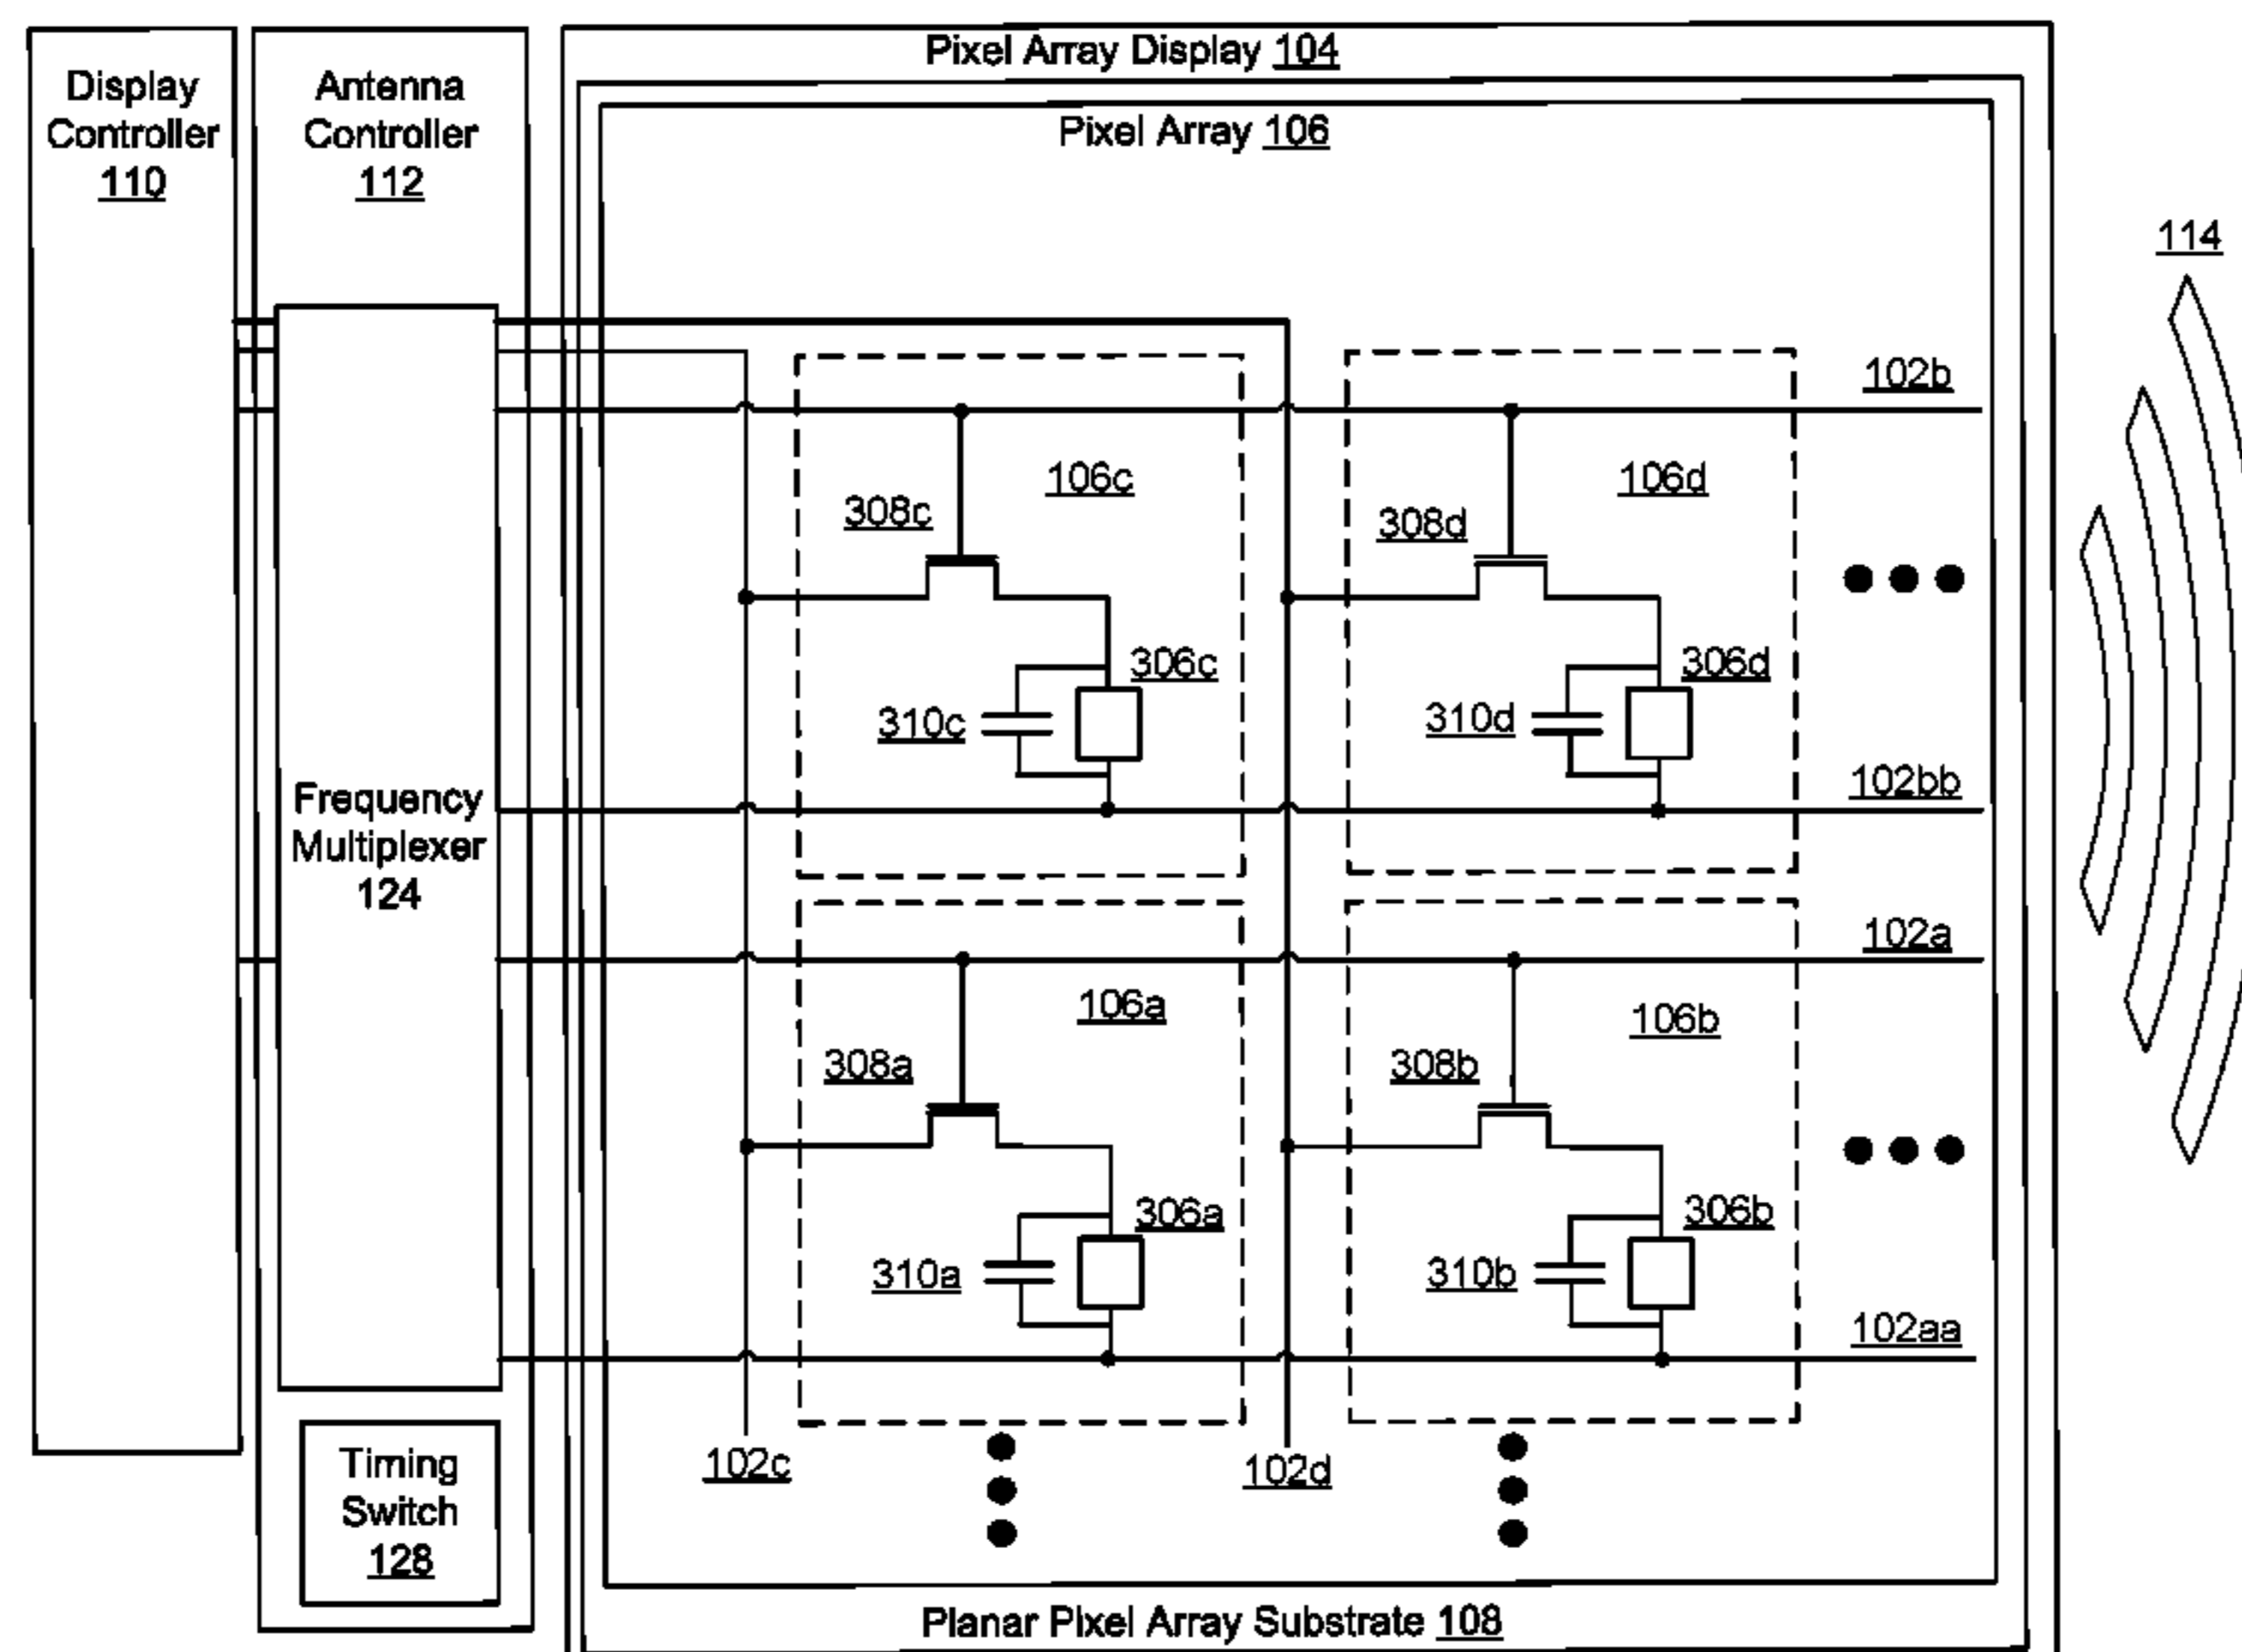 Display
Controller
110
Antenna
Controller
112
Pixel Array Display 104
Pixel Array 106
114
102b
106c
106d
308c
308d
306c
306d
310c
310d
102bb
Frequency
Multiplexer
124
102a
106a
106b
308a
308b
306a
306b
310a
310b
102aa
102c
102d
Timing
Switch
128
Planar Pixel Array Substrate 108